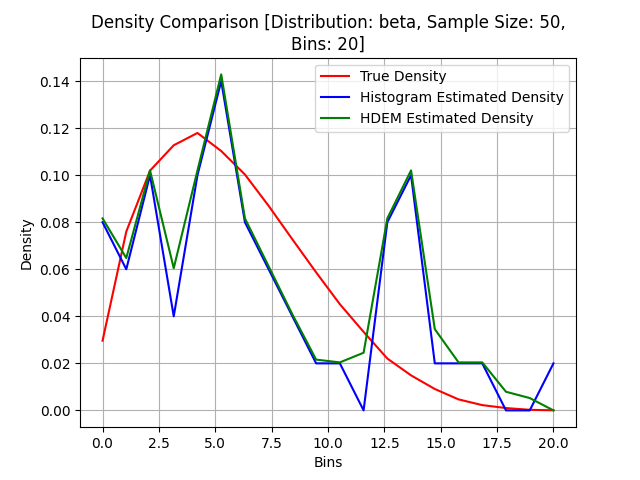 Density Comparison [Distribution: beta, Sample Size: 50,
Bins: 20]
True Density
Histogram Estimated Density
HDEM Estimated Density
Density
0.14
0.12
0.10
0.08
0.06
0.04
0.02
0.00
0.0 2.5 5.0 7.5 10.0 12.5 15.0 17.5 20.0
Bins